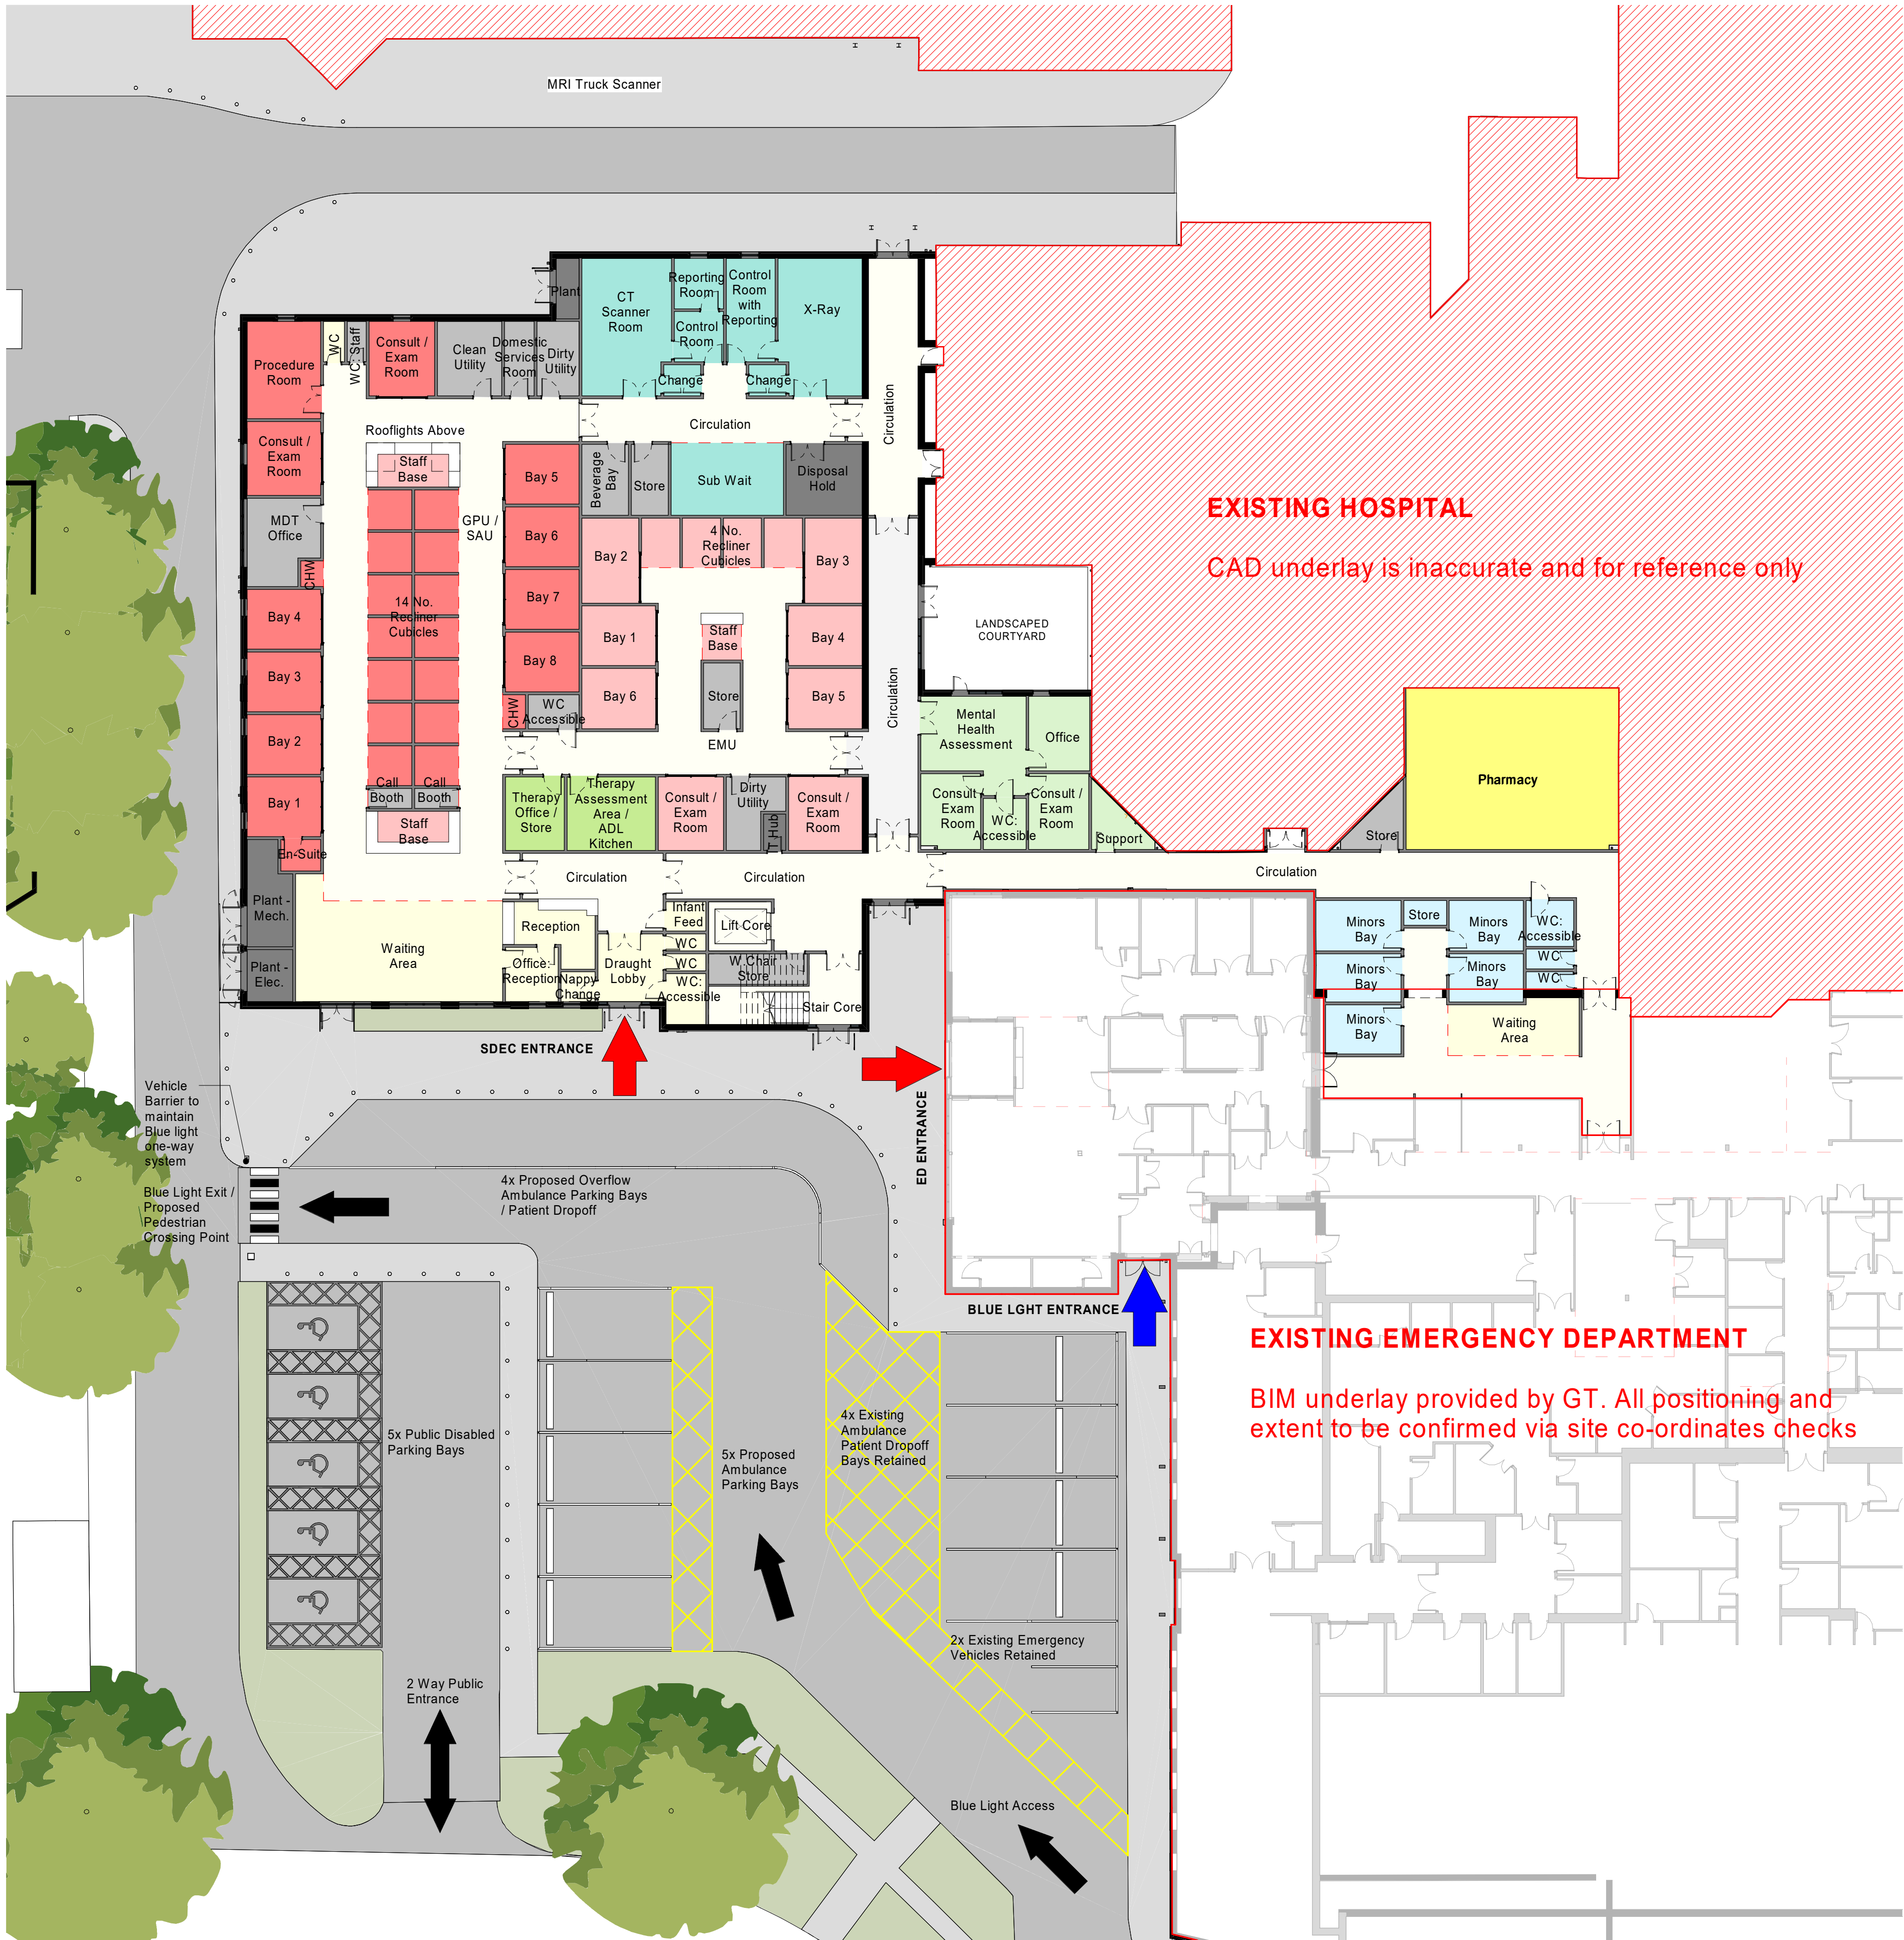 MRI Truck Scanner
Plant
CT
Scanner
Room
Reporting
Room
Control
Room
Control
Room
with
Reporting
X-Ray
Change
Change
Procedure
Room
WC
WC: Staff
Consult /
Exam
Room
Clean
Utility
Domestic
Services
Room
Dirty
Utility
Circulation
Circulation
Rooflights Above
Staff
Base
Consult /
Exam
Room
MDT
Office
CHW
GPU /
SAU
14 No.
Recliner
Cubicles
Bay 4
Bay 3
Bay 2
Bay 1
En-Suite
Call
Booth
Call
Booth
Staff
Base
Bay 5
Bay 6
Bay 7
Bay 8
CHW
WC
Accessible
Beverage
Bay
Store
Sub Wait
Disposal
Hold
Bay 2
4 No.
Recliner
Cubicles
Bay 3
Bay 1
Staff
Base
Bay 4
Bay 6
Store
Bay 5
EMU
Circulation
EXISTING HOSPITAL
CAD underlay is inaccurate and for reference only
LANDSCAPED
COURTYARD
Mental
Health
Assessment
Office
Consult /
Exam
Room
WC:
Accessible
Consult /
Exam
Room
Support
Store
Pharmacy
Therapy
Office /
Store
Therapy
Assessment
Area /
ADL
Kitchen
Consult /
Exam
Room
Dirty
Utility
IT Hub
Consult /
Exam
Room
Circulation
Circulation
Circulation
Plant -
Mech.
Plant -
Elec.
Waiting
Area
Reception
Office:
Reception
Nappy
Change
Draught
Lobby
Infant
Feed
WC
WC
WC:
Accessible
Lift Core
W.Chair
Store
Stair Core
Minors
Bay
Store
Minors
Bay
WC:
Accessible
Minors
Bay
Minors
Bay
WC
WC
Minors
Bay
Waiting
Area
SDEC ENTRANCE
ED ENTRANCE
Vehicle
Barrier to
maintain
Blue light
one-way
system
Blue Light Exit /
Proposed
Pedestrian
Crossing Point
4x Proposed Overflow
Ambulance Parking Bays
/ Patient Dropoff
BLUE LGHT ENTRANCE
EXISTING EMERGENCY DEPARTMENT
BIM underlay provided by GT. All positioning and
extent to be confirmed via site co-ordinates checks
5x Public Disabled
Parking Bays
5x Proposed
Ambulance
Parking Bays
4x Existing
Ambulance
Patient Dropoff
Bays Retained
2x Existing Emergency
Vehicles Retained
2 Way Public
Entrance
Blue Light Access